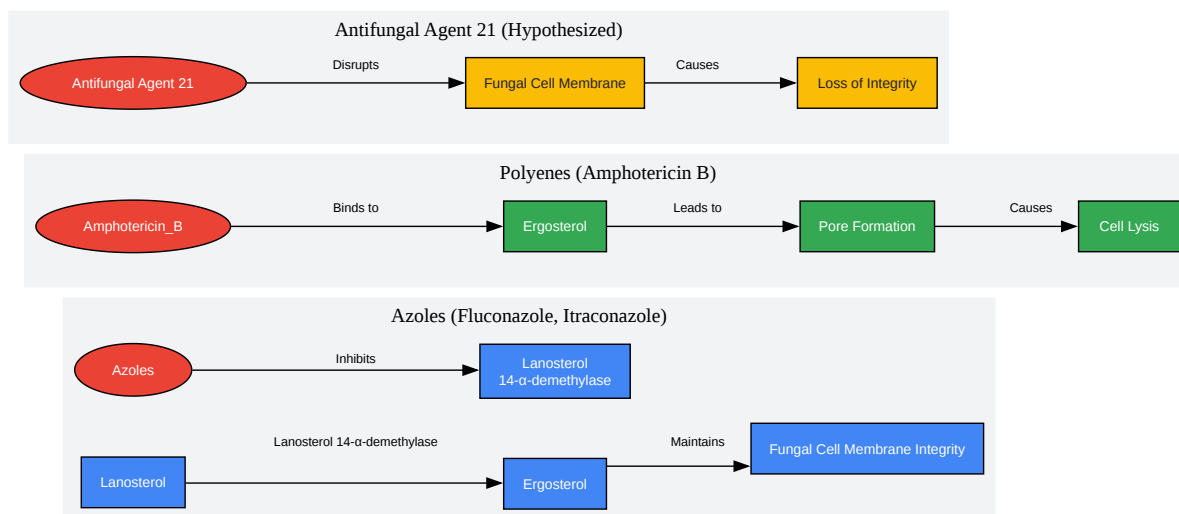 Antifungal Agent 21 (Hypothesized)
Antifungal Agent 21
Disrupts
Fungal Cell Membrane
Causes
Loss of Integrity
Polyenes (Amphotericin B)
Amphotericin_B
Binds to
Ergosterol
Leads to
Pore Formation
Causes
Cell Lysis
Azoles (Fluconazole, Itraconazole)
Azoles
Inhibits
Lanosterol
14-α-demethylase
Lanosterol
Lanosterol 14-α-demethylase
Ergosterol
Maintains
Fungal Cell Membrane Integrity